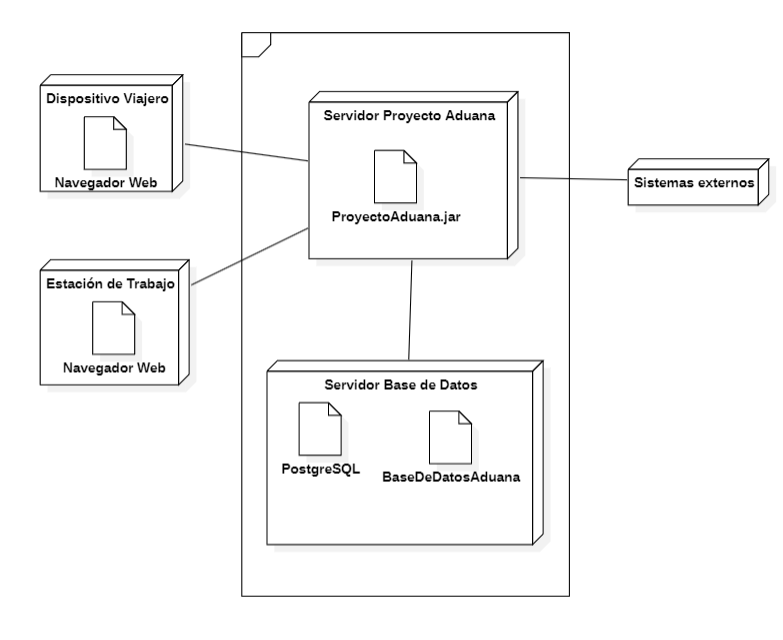 Dispositivo Viajero
Navegador Web
Estación de Trabajo
Navegador Web
Servidor Proyecto Aduana
ProyectoAduana.jar
Servidor Base de Datos
PostgreSQL
BaseDeDatosAduana
Sistemas externos